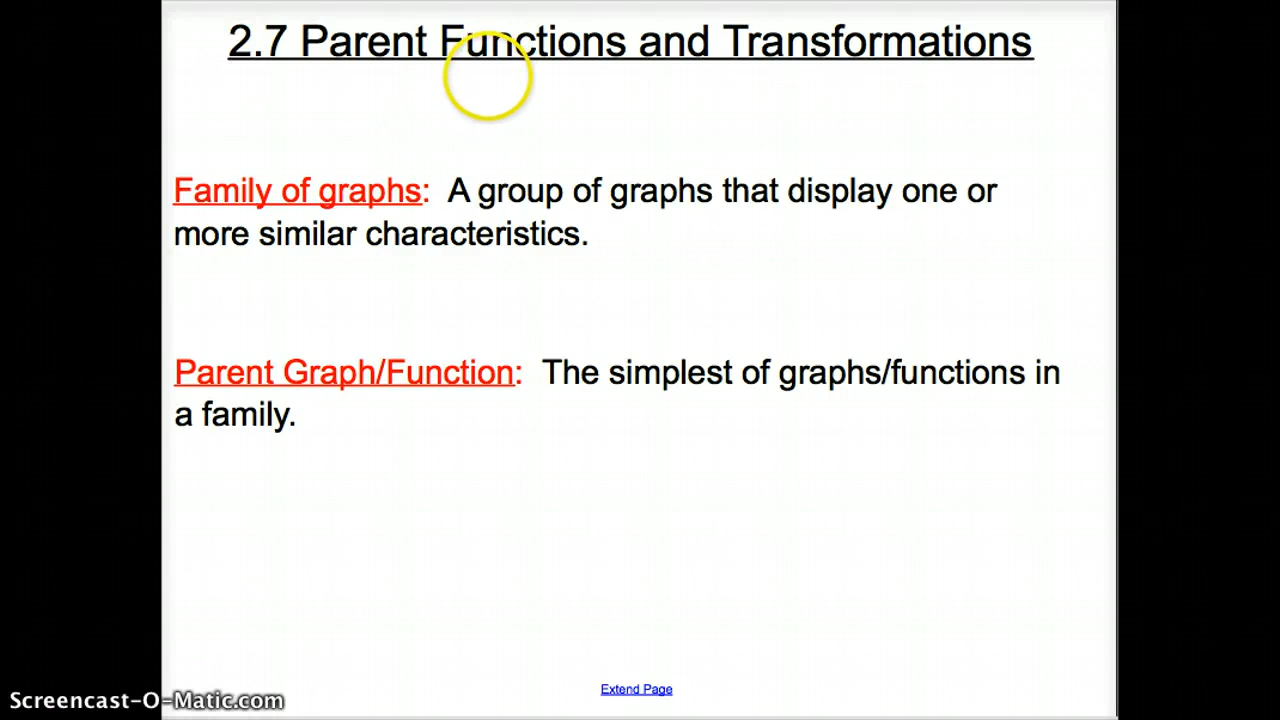 2.7 Parent Functions and Transformations
Family of graphs: A group of graphs that display one or
more similar characteristics.
Parent Graph/Function: The simplest of graphs/functions in
a family.
Extend Page
Screencast-O-Matic.com